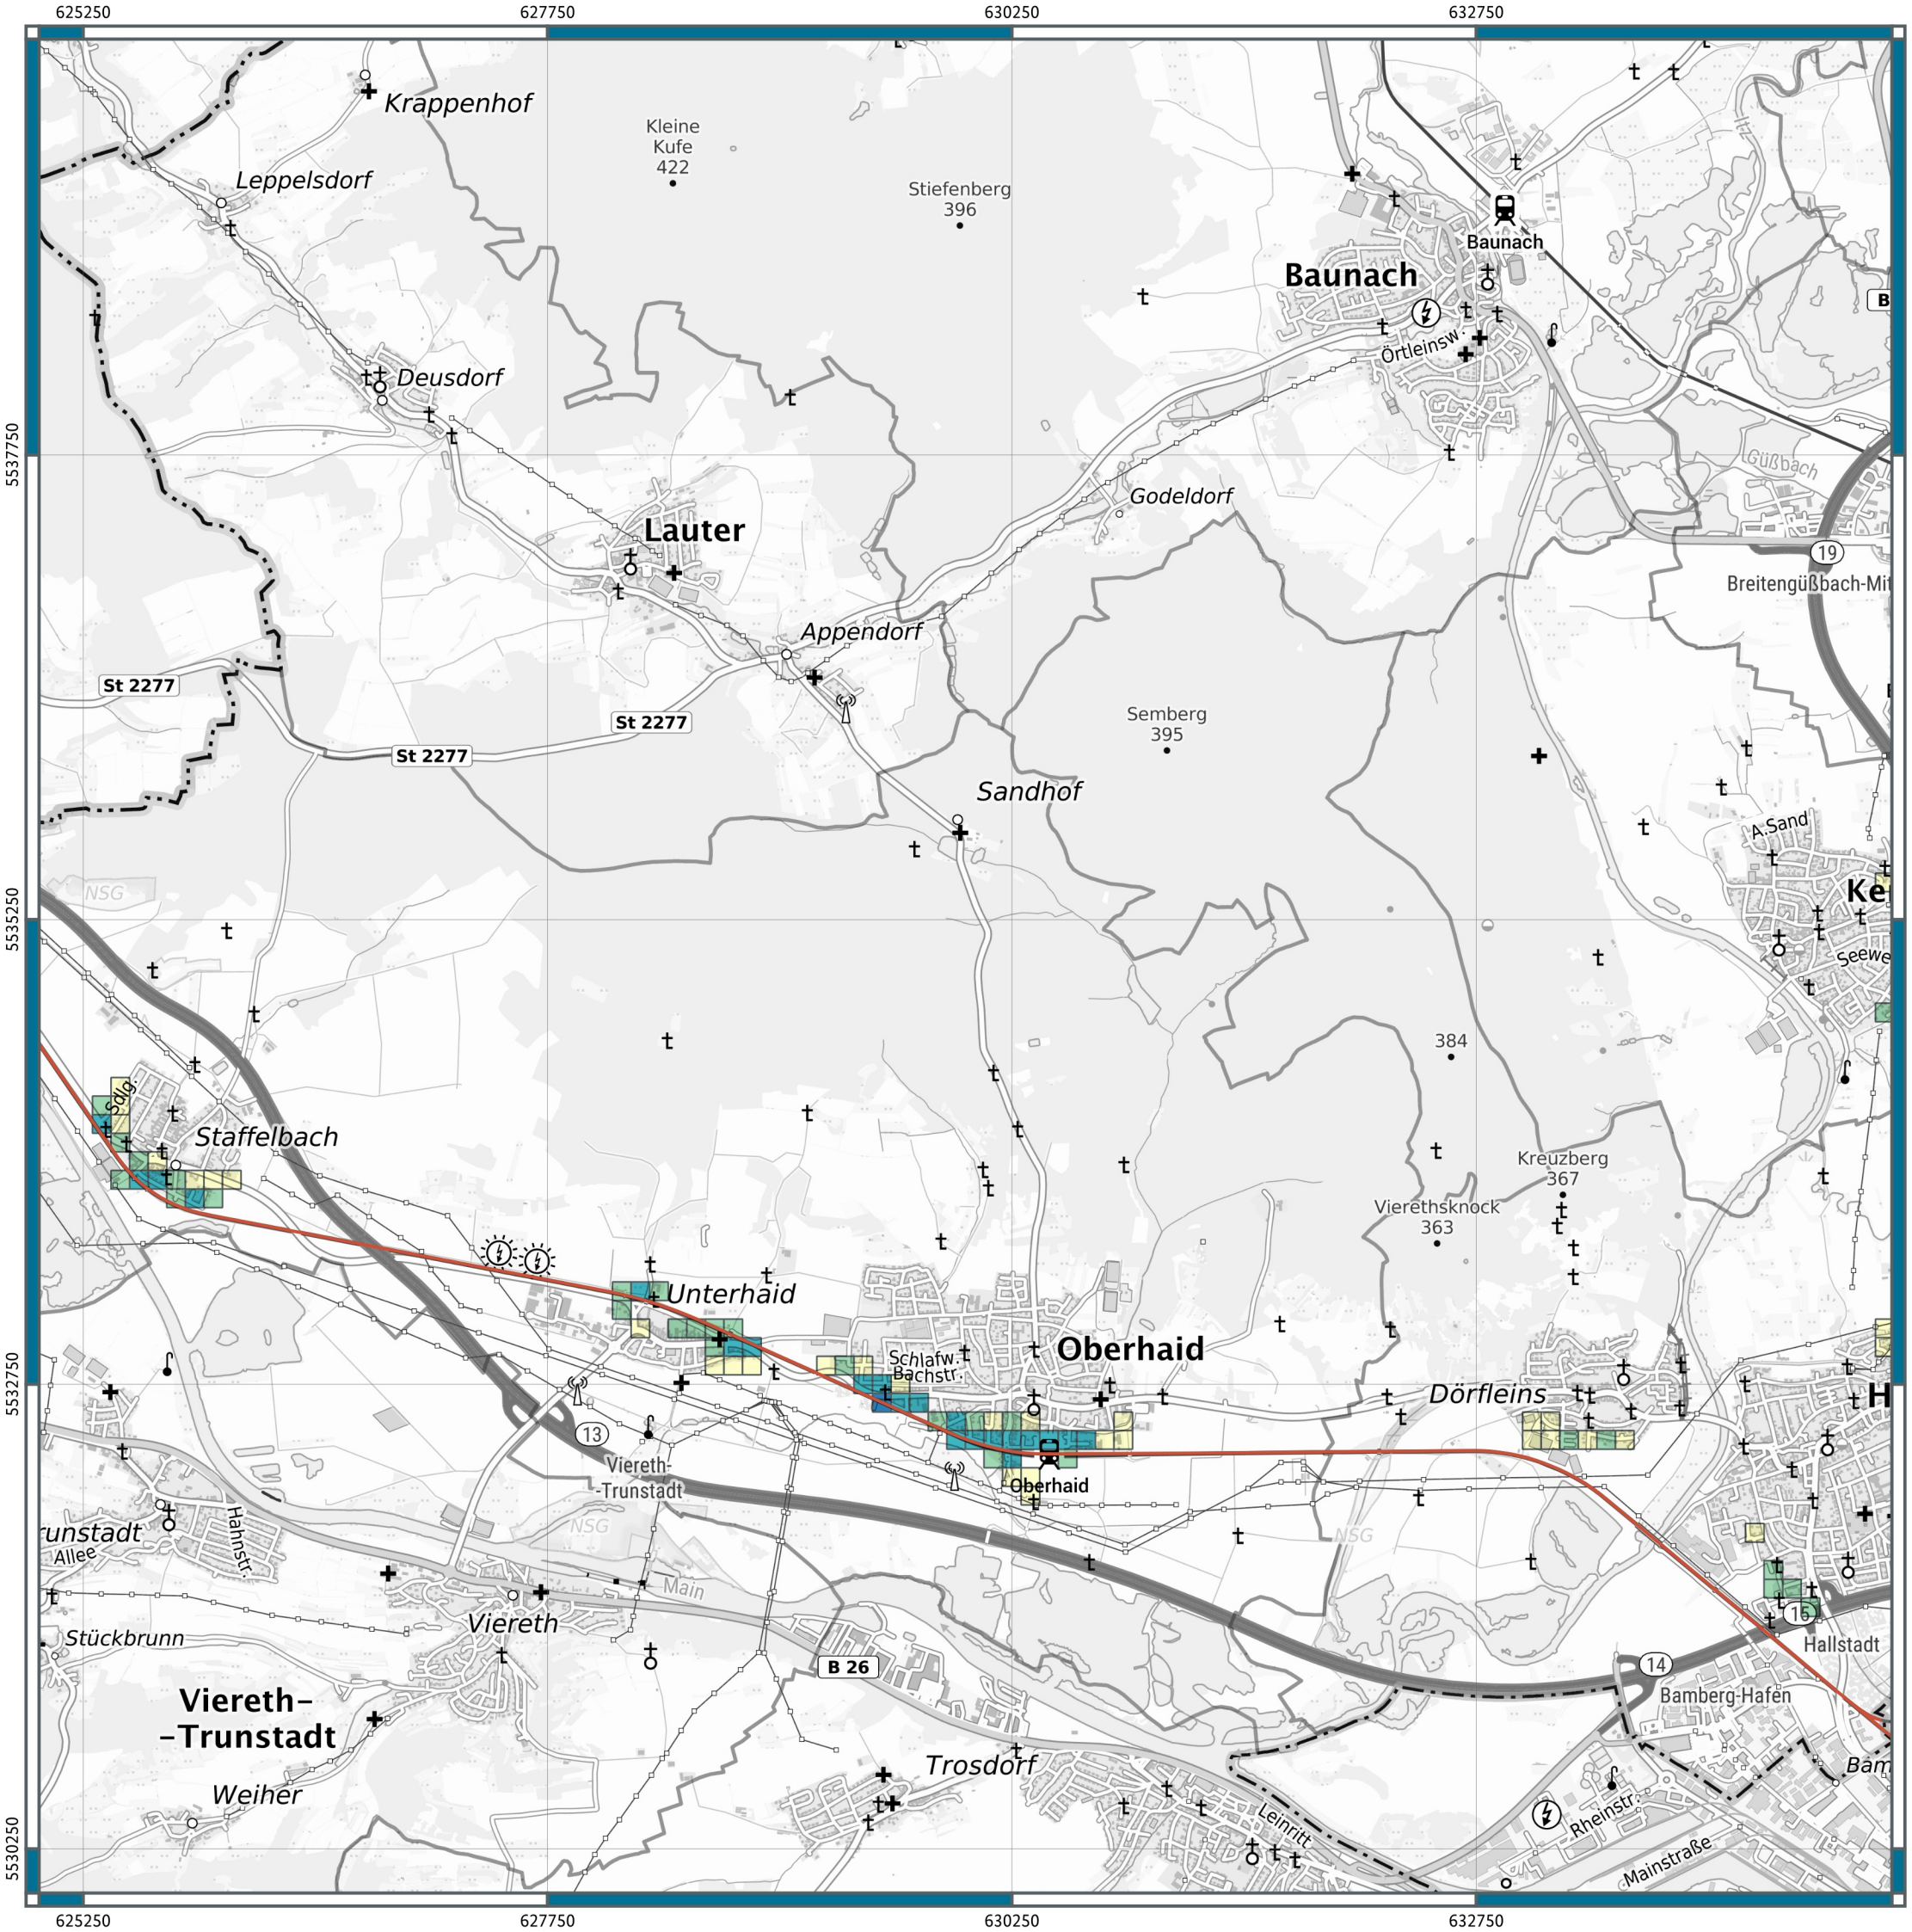 625250
627750
630250
632750
Krappenhof
Kleine
Kufe
422
Leppelsdorf
Stiefenberg
396
Baunach
Baunach
B
Örtleinsw.
Deusdorf
5537750
Güßbach
Godeldorf
Lauter
19
Breitengüßbach-Mit
Appendorf
St 2277
St 2277
St 2277
Semberg
395
Sandhof
A.Sand
NSG
Ke
5535250
Seewe
384
Sdlg.
Staffelbach
Kreuzberg
367
Vierethsknock
363
Unterhaid
Oberhaid
Schlafw.
Bachstr.
5532750
Dörfleins
H
13
Viereth-
-Trunstadt
Oberhaid
NSG
NSG
runstadt
Allee
Hahnstr.
Main
Viereth
15
Stückbrunn
Hallstadt
B 26
14
Bamberg-Hafen
Viereth-
-Trunstadt
Trosdorf
Bam
Weiher
Leinritt
Rheinstr.
Mainstraße
5530250
625250
627750
630250
632750